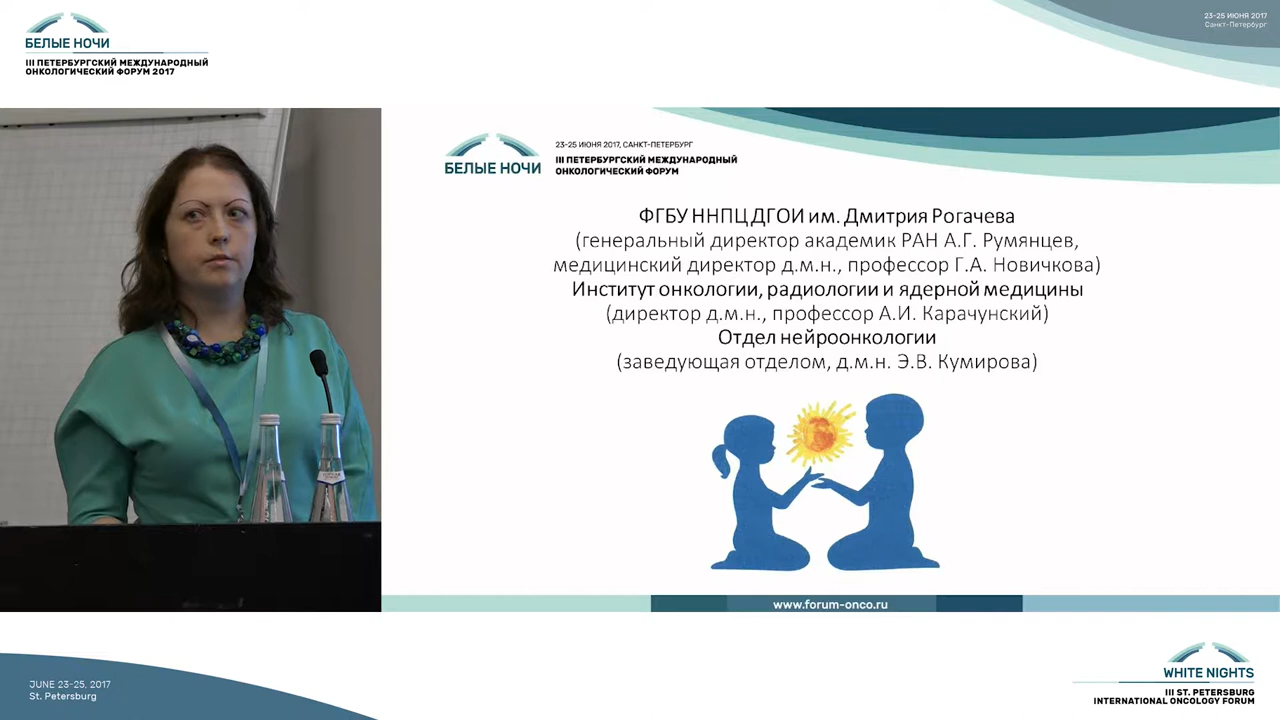 БЕЛЫЕ НОЧИ
III ПЕТЕРБУРГСКИЙ МЕЖДУНАРОДНЫЙ
ОНКОЛОГИЧЕСКИЙ ФОРУМ 2017
23-25 ИЮНЯ 2017
Санкт-Петербург
БЕЛЫЕ НОЧИ
23-25 ИЮНЯ 2017, САНКТ-ПЕТЕРБУРГ
III ПЕТЕРБУРГСКИЙ МЕЖДУНАРОДНЫЙ
ОНКОЛОГИЧЕСКИЙ ФОРУМ
ФГБУ ННПЦ ДГОИ им. Дмитрия Рогачева
(генеральный директор академик РАН А.Г. Румянцев,
медицинский директор д.м.н., профессор Г.А. Новичкова)
Институт онкологии, радиологии и ядерной медицины
(директор д.м.н., профессор А.И. Карачунский)
Отдел нейроонкологии
(заведующая отделом, д.м.н. Э.В. Кумирова)
www.forum-onco.ru
JUNE 23-25, 2017
St. Petersburg
WHITE NIGHTS
III ST. PETERSBURG
INTERNATIONAL ONCOLOGY FORUM